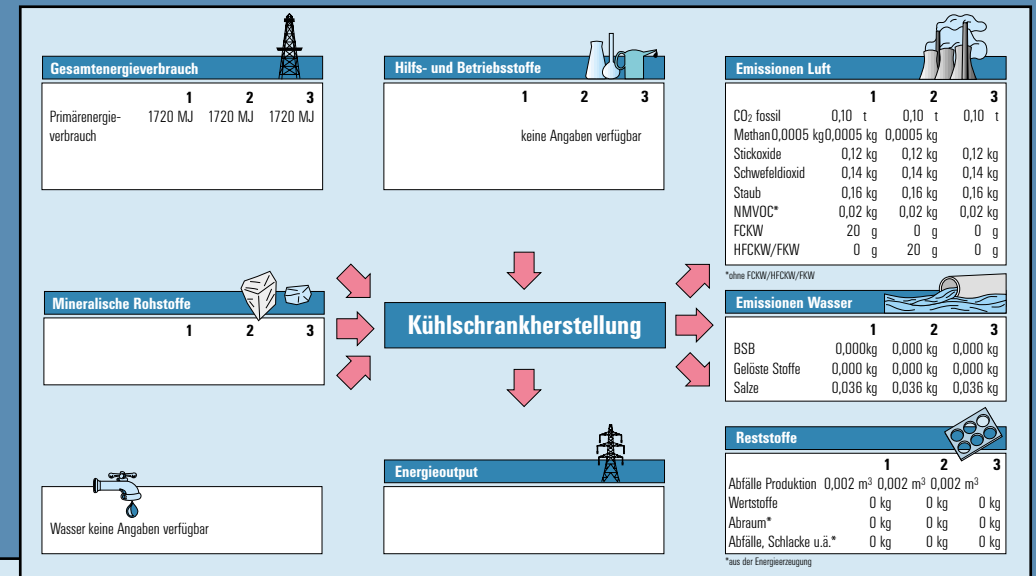 Gesamtenergieverbrauch
1 2 3
Primärenergie- 1720 MJ 1720 MJ 1720 MJ
verbrauch
Hilfs- und Betriebsstoffe
1 2 3
keine Angaben verfügbar
Emissionen Luft
1 2 3
CO2 fossil 0,10 t 0,10 t 0,10 t
Methan 0,0005 kg 0,0005 kg 0,0005 kg
Stickoxide 0,12 kg 0,12 kg 0,12 kg
Schwefeldioxid 0,14 kg 0,14 kg 0,14 kg
Staub 0,16 kg 0,16 kg 0,16 kg
NMVOC* 0,02 kg 0,02 kg 0,02 kg
FCKW 20 g 0 g 0 g
HFCKW/FKW 0 g 20 g 0 g
*ohne FCKW/HFCKW/FKW
Mineralische Rohstoffe
1 2 3
Kühlschrankherstellung
Emissionen Wasser
1 2 3
BSB 0,000kg 0,000 kg 0,000 kg
Gelöste Stoffe 0,000 kg 0,000 kg 0,000 kg
Salze 0,036 kg 0,036 kg 0,036 kg
Wasser keine Angaben verfügbar
Energieoutput
Reststoffe
1 2 3
Abfälle Produktion 0,002 m³ 0,002 m³ 0,002 m³
Wertstoffe 0 kg 0 kg 0 kg
Abraum* 0 kg 0 kg 0 kg
Abfälle, Schlacke u.ä.* 0 kg 0 kg 0 kg
*aus der Energieerzeugung